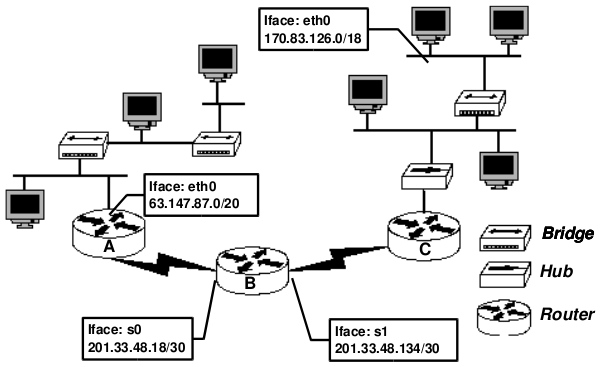 Iface: eth0
170.83.126.0/18
Iface: eth0
63.147.87.0/20
A
B
C
Bridge
Hub
Router
Iface: s0
201.33.48.18/30
Iface: s1
201.33.48.134/30